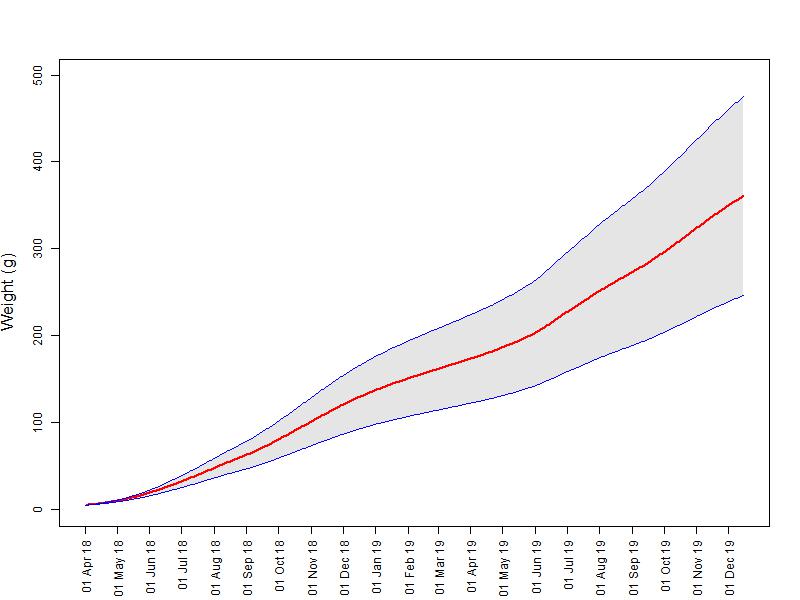 500
400
300
200
100
0
Weight (g)
01 Apr 18
01 May 18
01 Jun 18
01 Jul 18
01 Aug 18
01 Sep 18
01 Oct 18
01 Nov 18
01 Dec 18
01 Jan 19
01 Feb 19
01 Mar 19
01 Apr 19
01 May 19
01 Jun 19
01 Jul 19
01 Aug 19
01 Sep 19
01 Oct 19
01 Nov 19
01 Dec 19